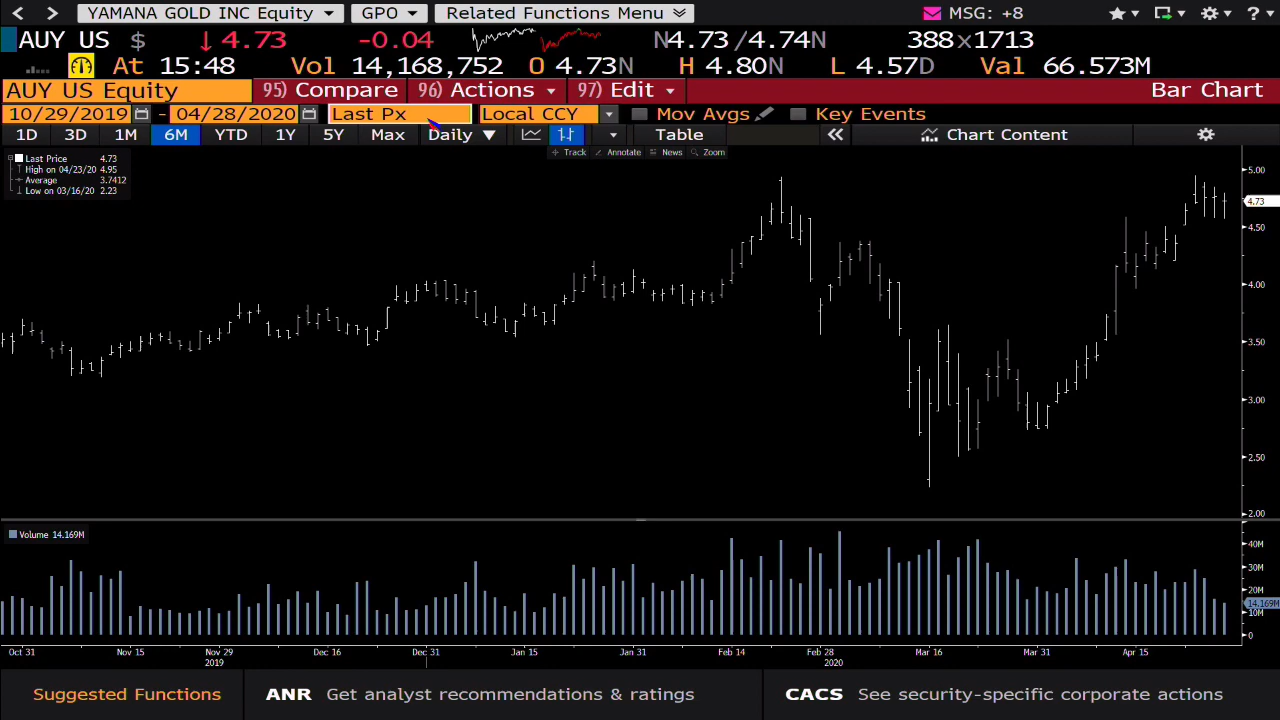 YAMANA GOLD INC Equity GPO Related Functions Menu MSG: +8
AUY US $ ↓ 4.73 -0.04 N4.73 /4.74N 388 x 1713
At 15:48 Vol 14,168,752 O 4.73N H 4.80N L 4.57D Val 66.573M
AUY US Equity 95) Compare 96) Actions 97) Edit Bar Chart
10/29/2019 - 04/28/2020 Last Px Local CCY Mov Avgs Key Events
1D 3D 1M 6M YTD 1Y 5Y Max Daily ▼ Table « Chart Content
+ Track Annotate News Zoom
Last Price 4.73
High on 04/23/20 4.95
Average 3.7412
Low on 03/16/20 2.23
5.00
4.73
4.50
4.00
3.50
3.00
2.50
2.00
Volume 14.169M
40M
30M
20M
14.169M
10M
0
Oct 31 Nov 15 Nov 29 Dec 16 Dec 31 Jan 15 Jan 31 Feb 14 Feb 28 Mar 16 Mar 31 Apr 15
2019 2020
Suggested Functions ANR Get analyst recommendations & ratings CACS See security-specific corporate actions